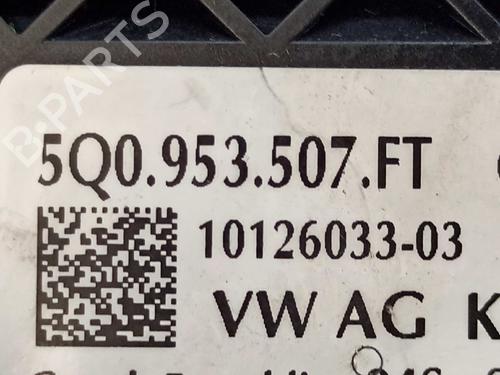 B-PARTS
5Q0.953.507.FT
10126033-03
VW AG K